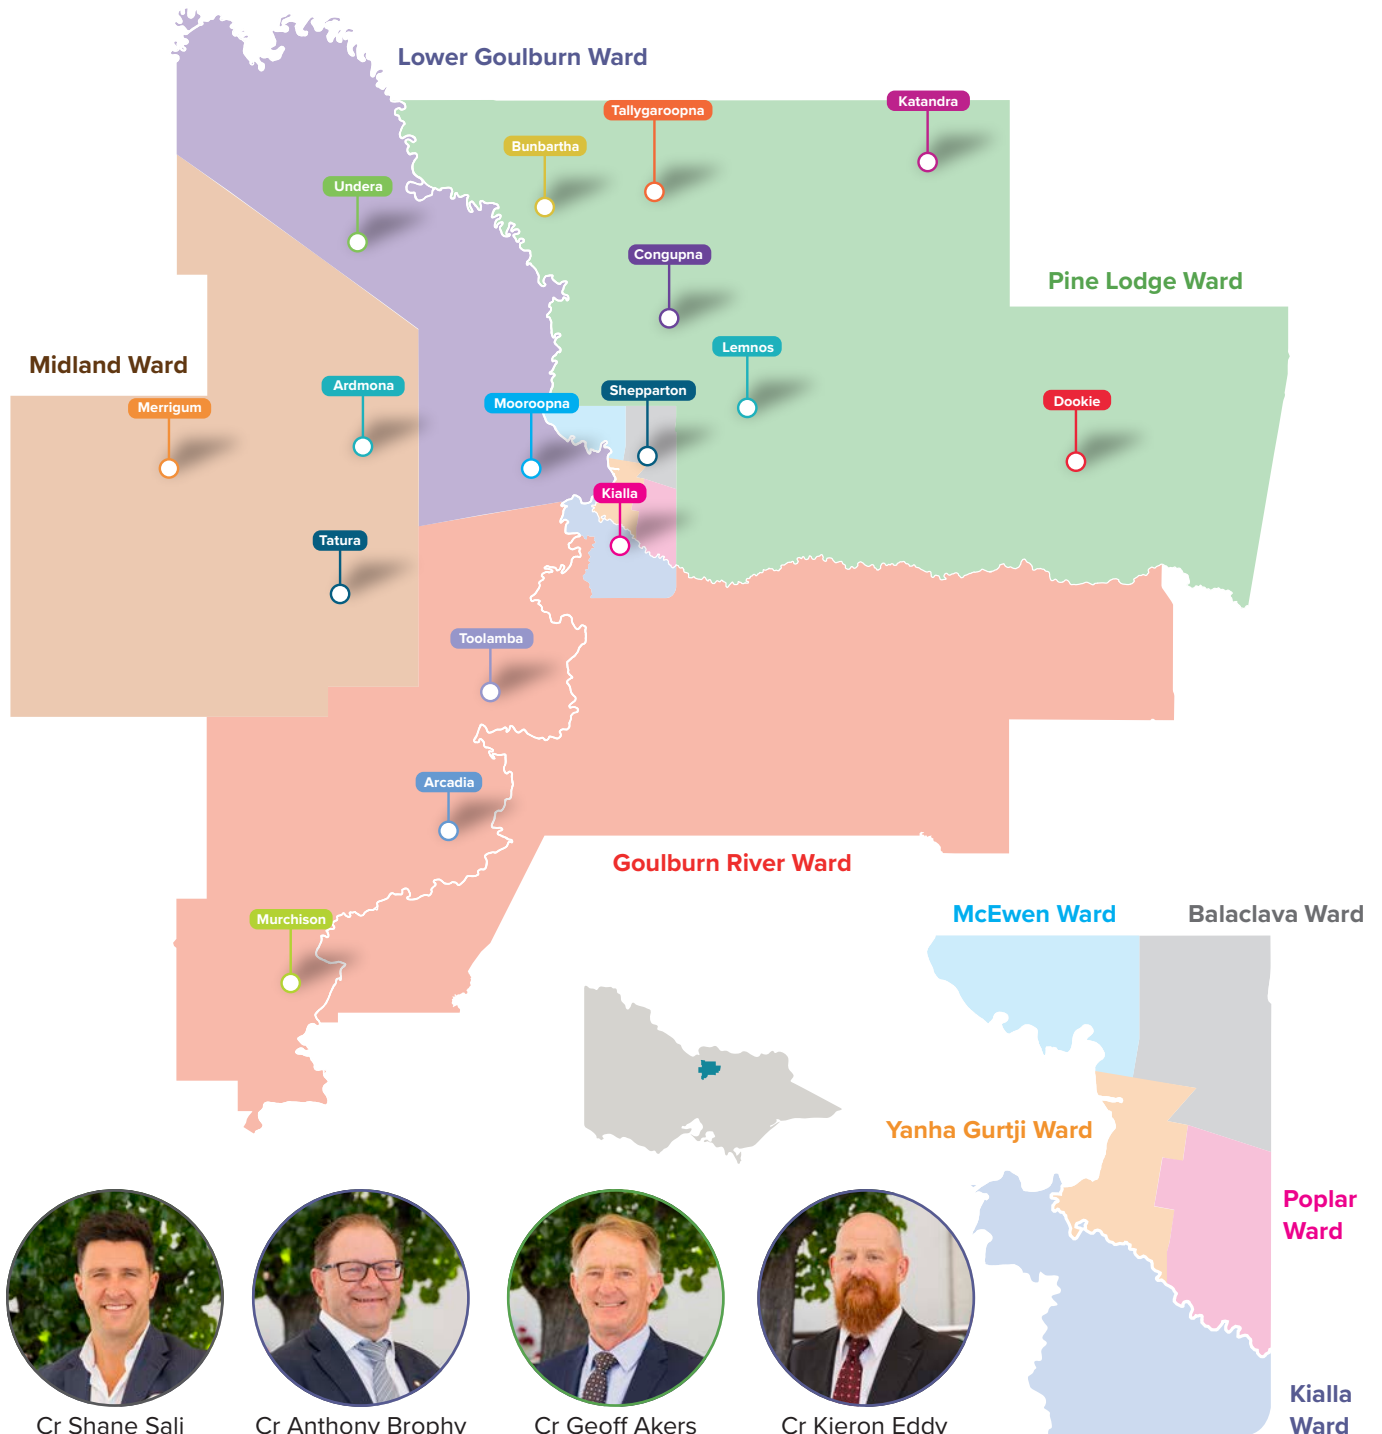 Lower Goulburn Ward
Katandra
Tallygaroopna
Bunbartha
Undera
Congupna
Pine Lodge Ward
Lemnos
Midland Ward
Ardmona
Shepparton
Dookie
Merrigum
Mooroopna
Kialla
Tatura
Toolamba
Arcadia
Goulburn River Ward
Murchison
McEwen Ward
Balaclava Ward
Yanha Gurtji Ward
Poplar
Ward
Kialla
Ward
Cr Shane Sali
Cr Anthony Brophy
Cr Geoff Akers
Cr Kieron Eddy